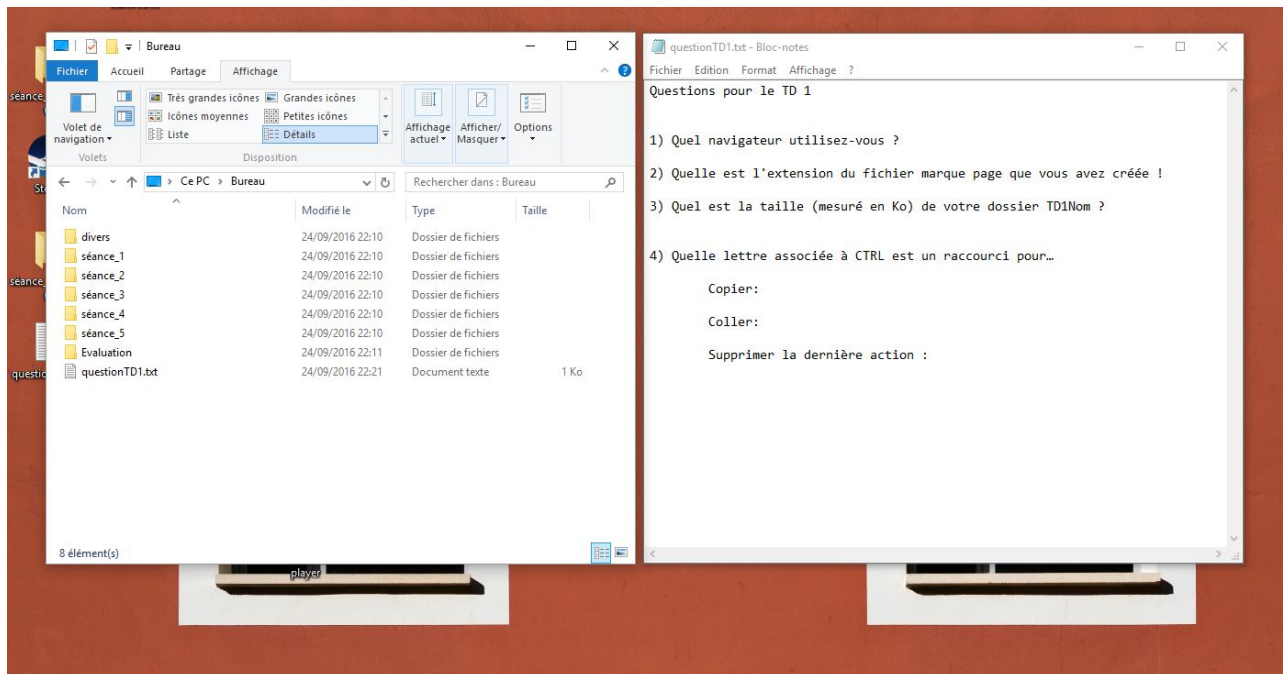 Bureau
Fichier Accueil Partage Affichage
Volet de navigation
Très grandes icônes Grandes icônes
Icônes moyennes Petites icônes
Liste Détails
Affichage actuel
Afficher/ Masquer
Options
Volets Disposition
Ce PC > Bureau
Rechercher dans : Bureau
Nom Modifié le Type Taille
divers 24/09/2016 22:10 Dossier de fichiers
séance_1 24/09/2016 22:10 Dossier de fichiers
séance_2 24/09/2016 22:10 Dossier de fichiers
séance_3 24/09/2016 22:10 Dossier de fichiers
séance_4 24/09/2016 22:10 Dossier de fichiers
séance_5 24/09/2016 22:10 Dossier de fichiers
Evaluation 24/09/2016 22:11 Dossier de fichiers
questionTD1.txt 24/09/2016 22:21 Document texte 1 Ko
8 élément(s)
player
questionTD1.txt - Bloc-notes
Fichier Edition Format Affichage ?
Questions pour le TD 1
1) Quel navigateur utilisez-vous ?
2) Quelle est l'extension du fichier marque page que vous avez créée !
3) Quel est la taille (mesuré en Ko) de votre dossier TD1Nom ?
4) Quelle lettre associée à CTRL est un raccourci pour…
Copier:
Coller:
Supprimer la dernière action :